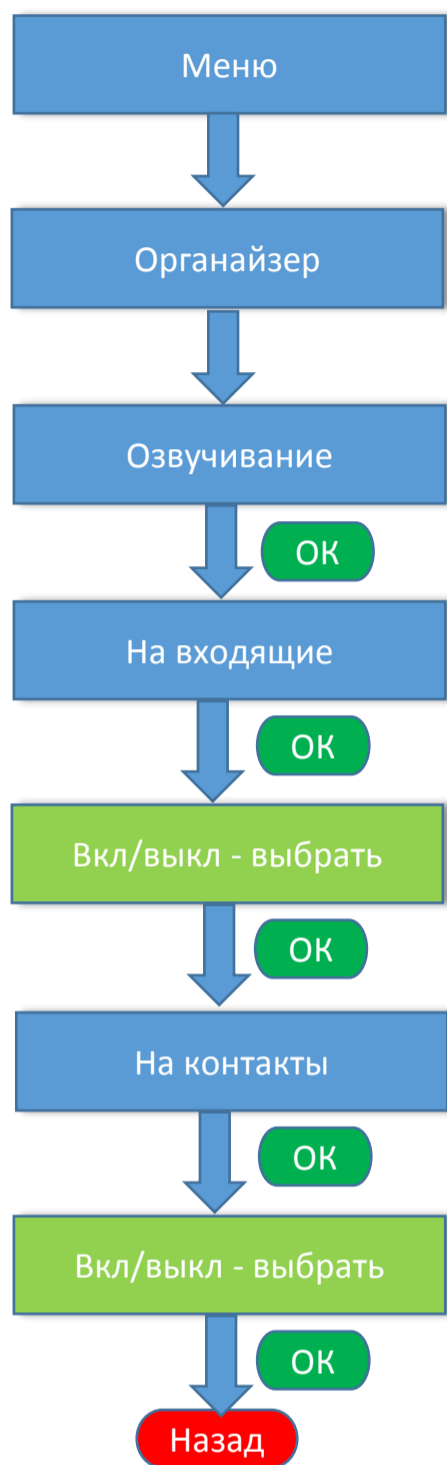 Меню
Органайзер
Озвучивание
ОК
На входящие
ОК
Вкл/выкл - выбрать
ОК
На контакты
ОК
Вкл/выкл - выбрать
ОК
Назад